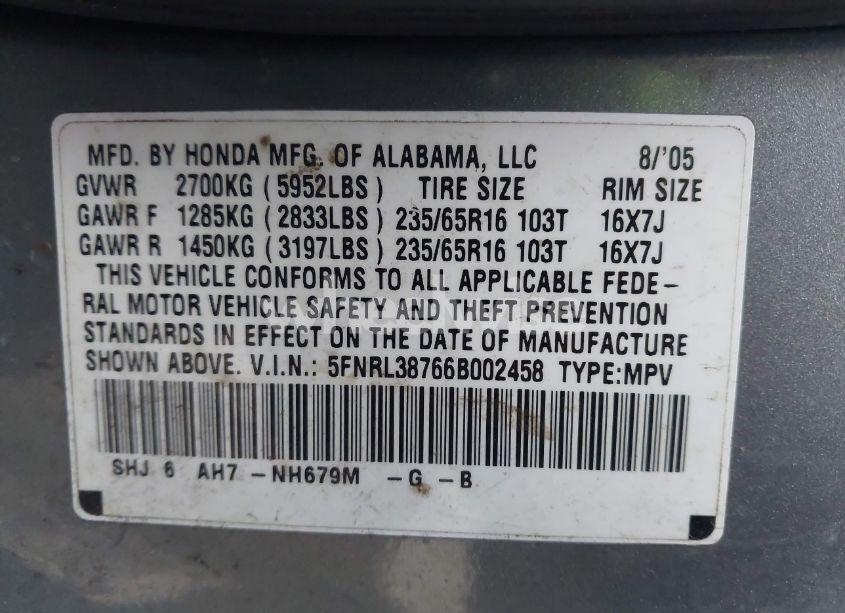 MFD. BY HONDA MFG. OF ALABAMA, LLC 8/'05
GVWR 2700KG (5952LBS) TIRE SIZE RIM SIZE
GAWR F 1285KG (2833LBS) 235/65R16 103T 16X7J
GAWR R 1450KG (3197LBS) 235/65R16 103T 16X7J
THIS VEHICLE CONFORMS TO ALL APPLICABLE FEDE-
RAL MOTOR VEHICLE SAFETY AND THEFT PREVENTION
STANDARDS IN EFFECT ON THE DATE OF MANUFACTURE
SHOWN ABOVE. V.I.N.: 5FNRL38766B002458 TYPE:MPV
SHJ 6 AH7 -NH679M -G -B